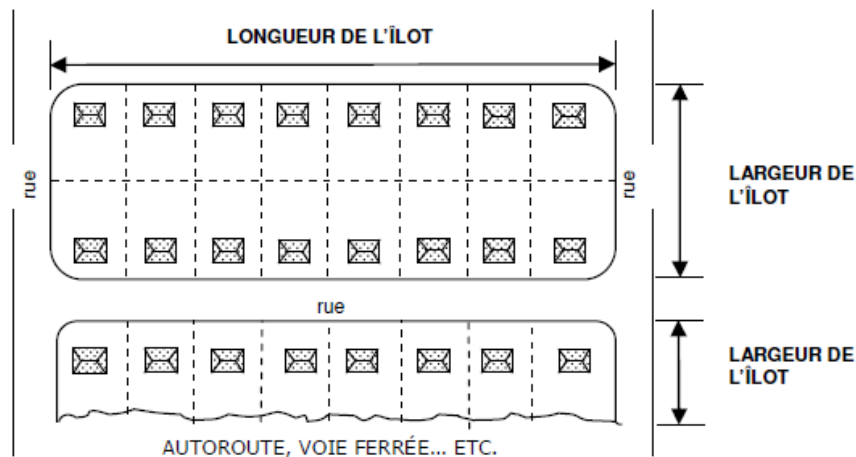 LONGUEUR DE L'ÎLOT
rue
rue
LARGEUR DE
L'ÎLOT
rue
LARGEUR DE
L'ÎLOT
AUTOROUTE, VOIE FERRÉE... ETC.